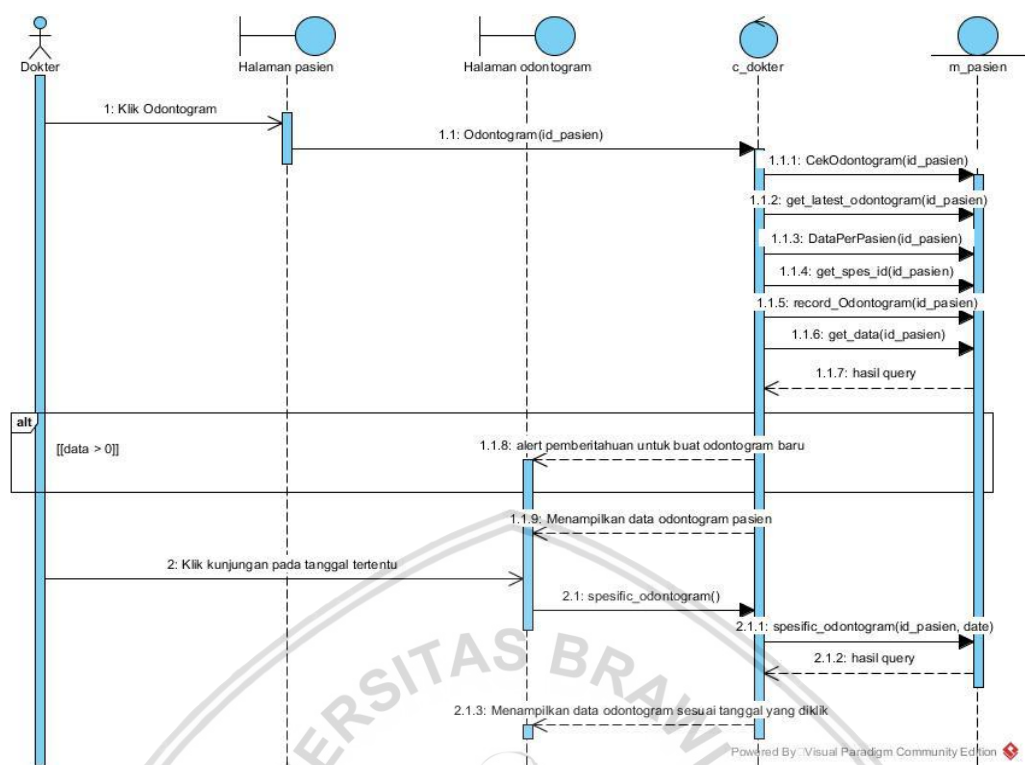 Dokter
Halaman pasien
Halaman odontogram
c_dokter
m_pasien
1: Klik Odontogram
1.1: Odontogram(id_pasien)
1.1.1: CekOdontogram(id_pasien)
1.1.2: get_latest_odontogram(id_pasien)
1.1.3: DataPerPasien(id_pasien)
1.1.4: get_spes_id(id_pasien)
1.1.5: record_Odontogram(id_pasien)
1.1.6: get_data(id_pasien)
1.1.7: hasil query
alt
[[data > 0]]
1.1.8: alert pemberitahuan untuk buat odontogram baru
1.1.9: Menampilkan data odontogram pasien
2: Klik kunjungan pada tanggal tertentu
2.1: spesific_odontogram()
2.1.1: spesific_odontogram(id_pasien, date)
2.1.2: hasil query
2.1.3: Menampilkan data odontogram sesuai tanggal yang diklik
ERSITAS BRAW
Powered By Visual Paradigm Community Edition